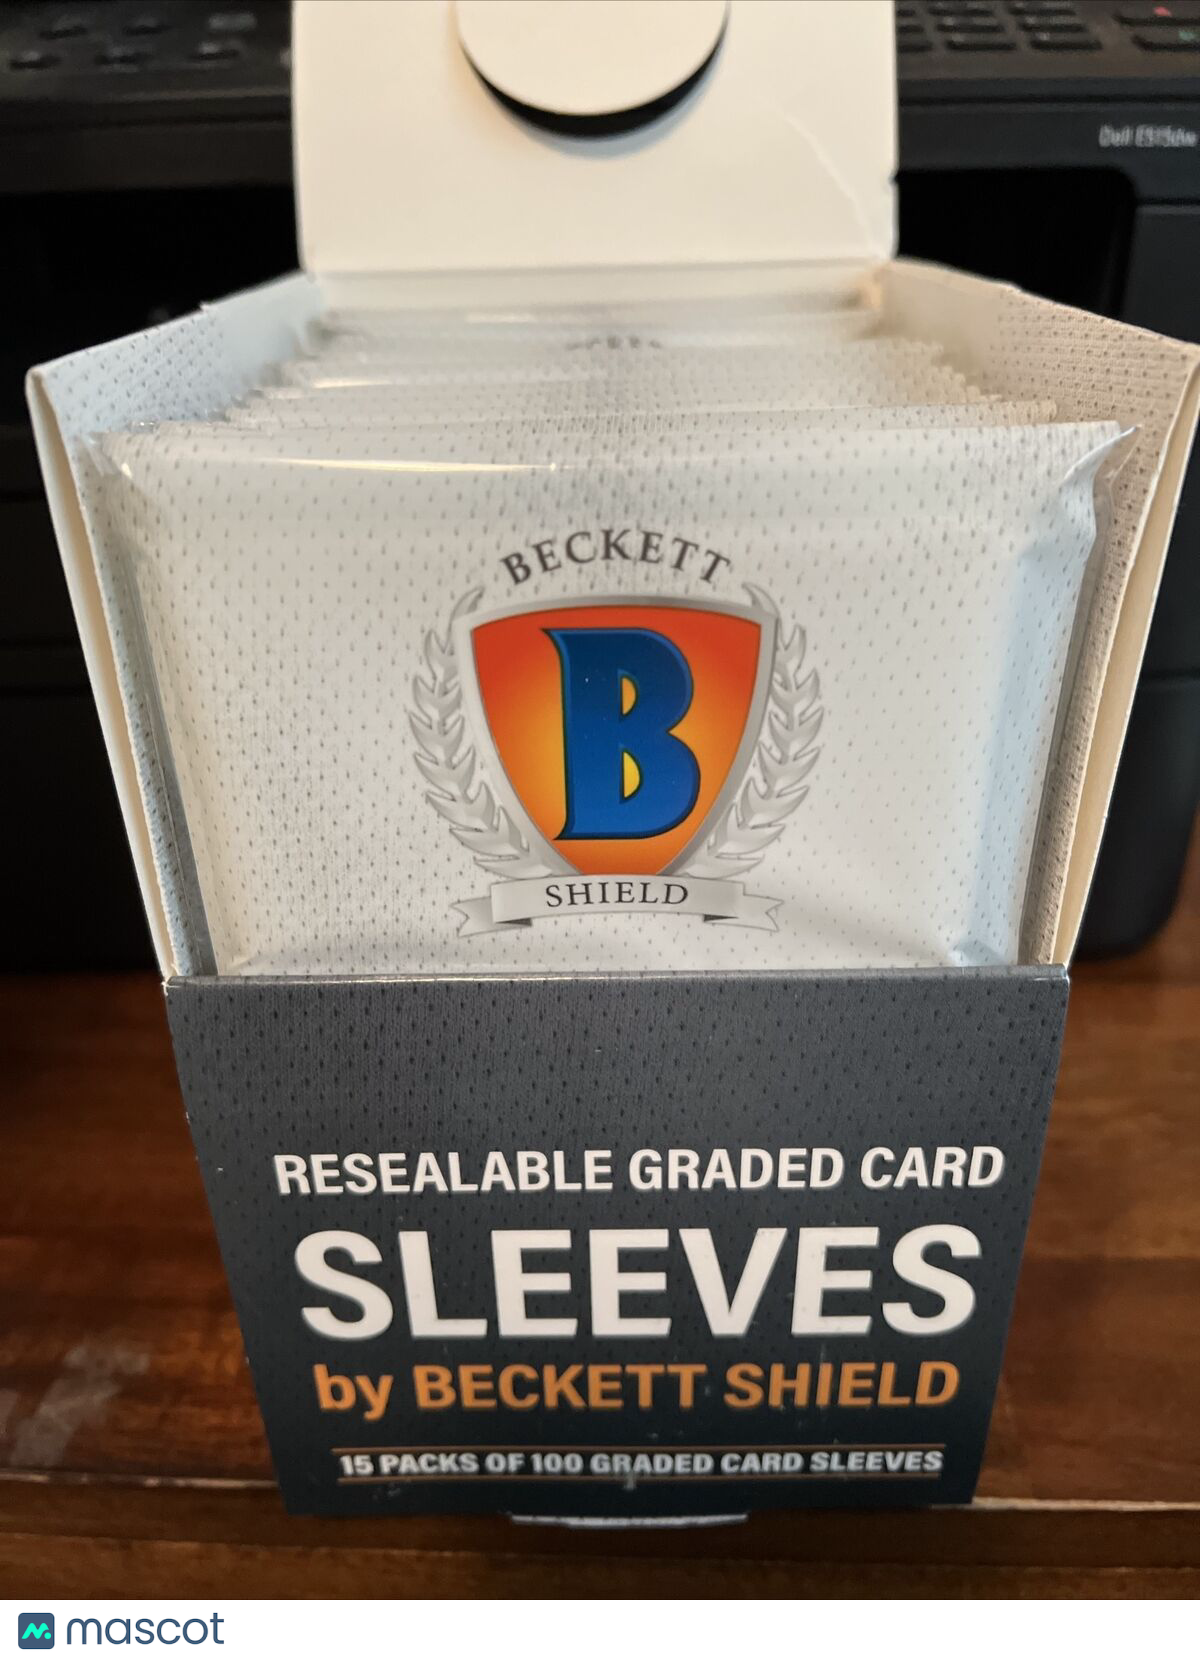 BECKETT
B
SHIELD
RESEALABLE GRADED CARD
SLEEVES
by BECKETT SHIELD
15 PACKS OF 100 GRADED CARD SLEEVES
mascot